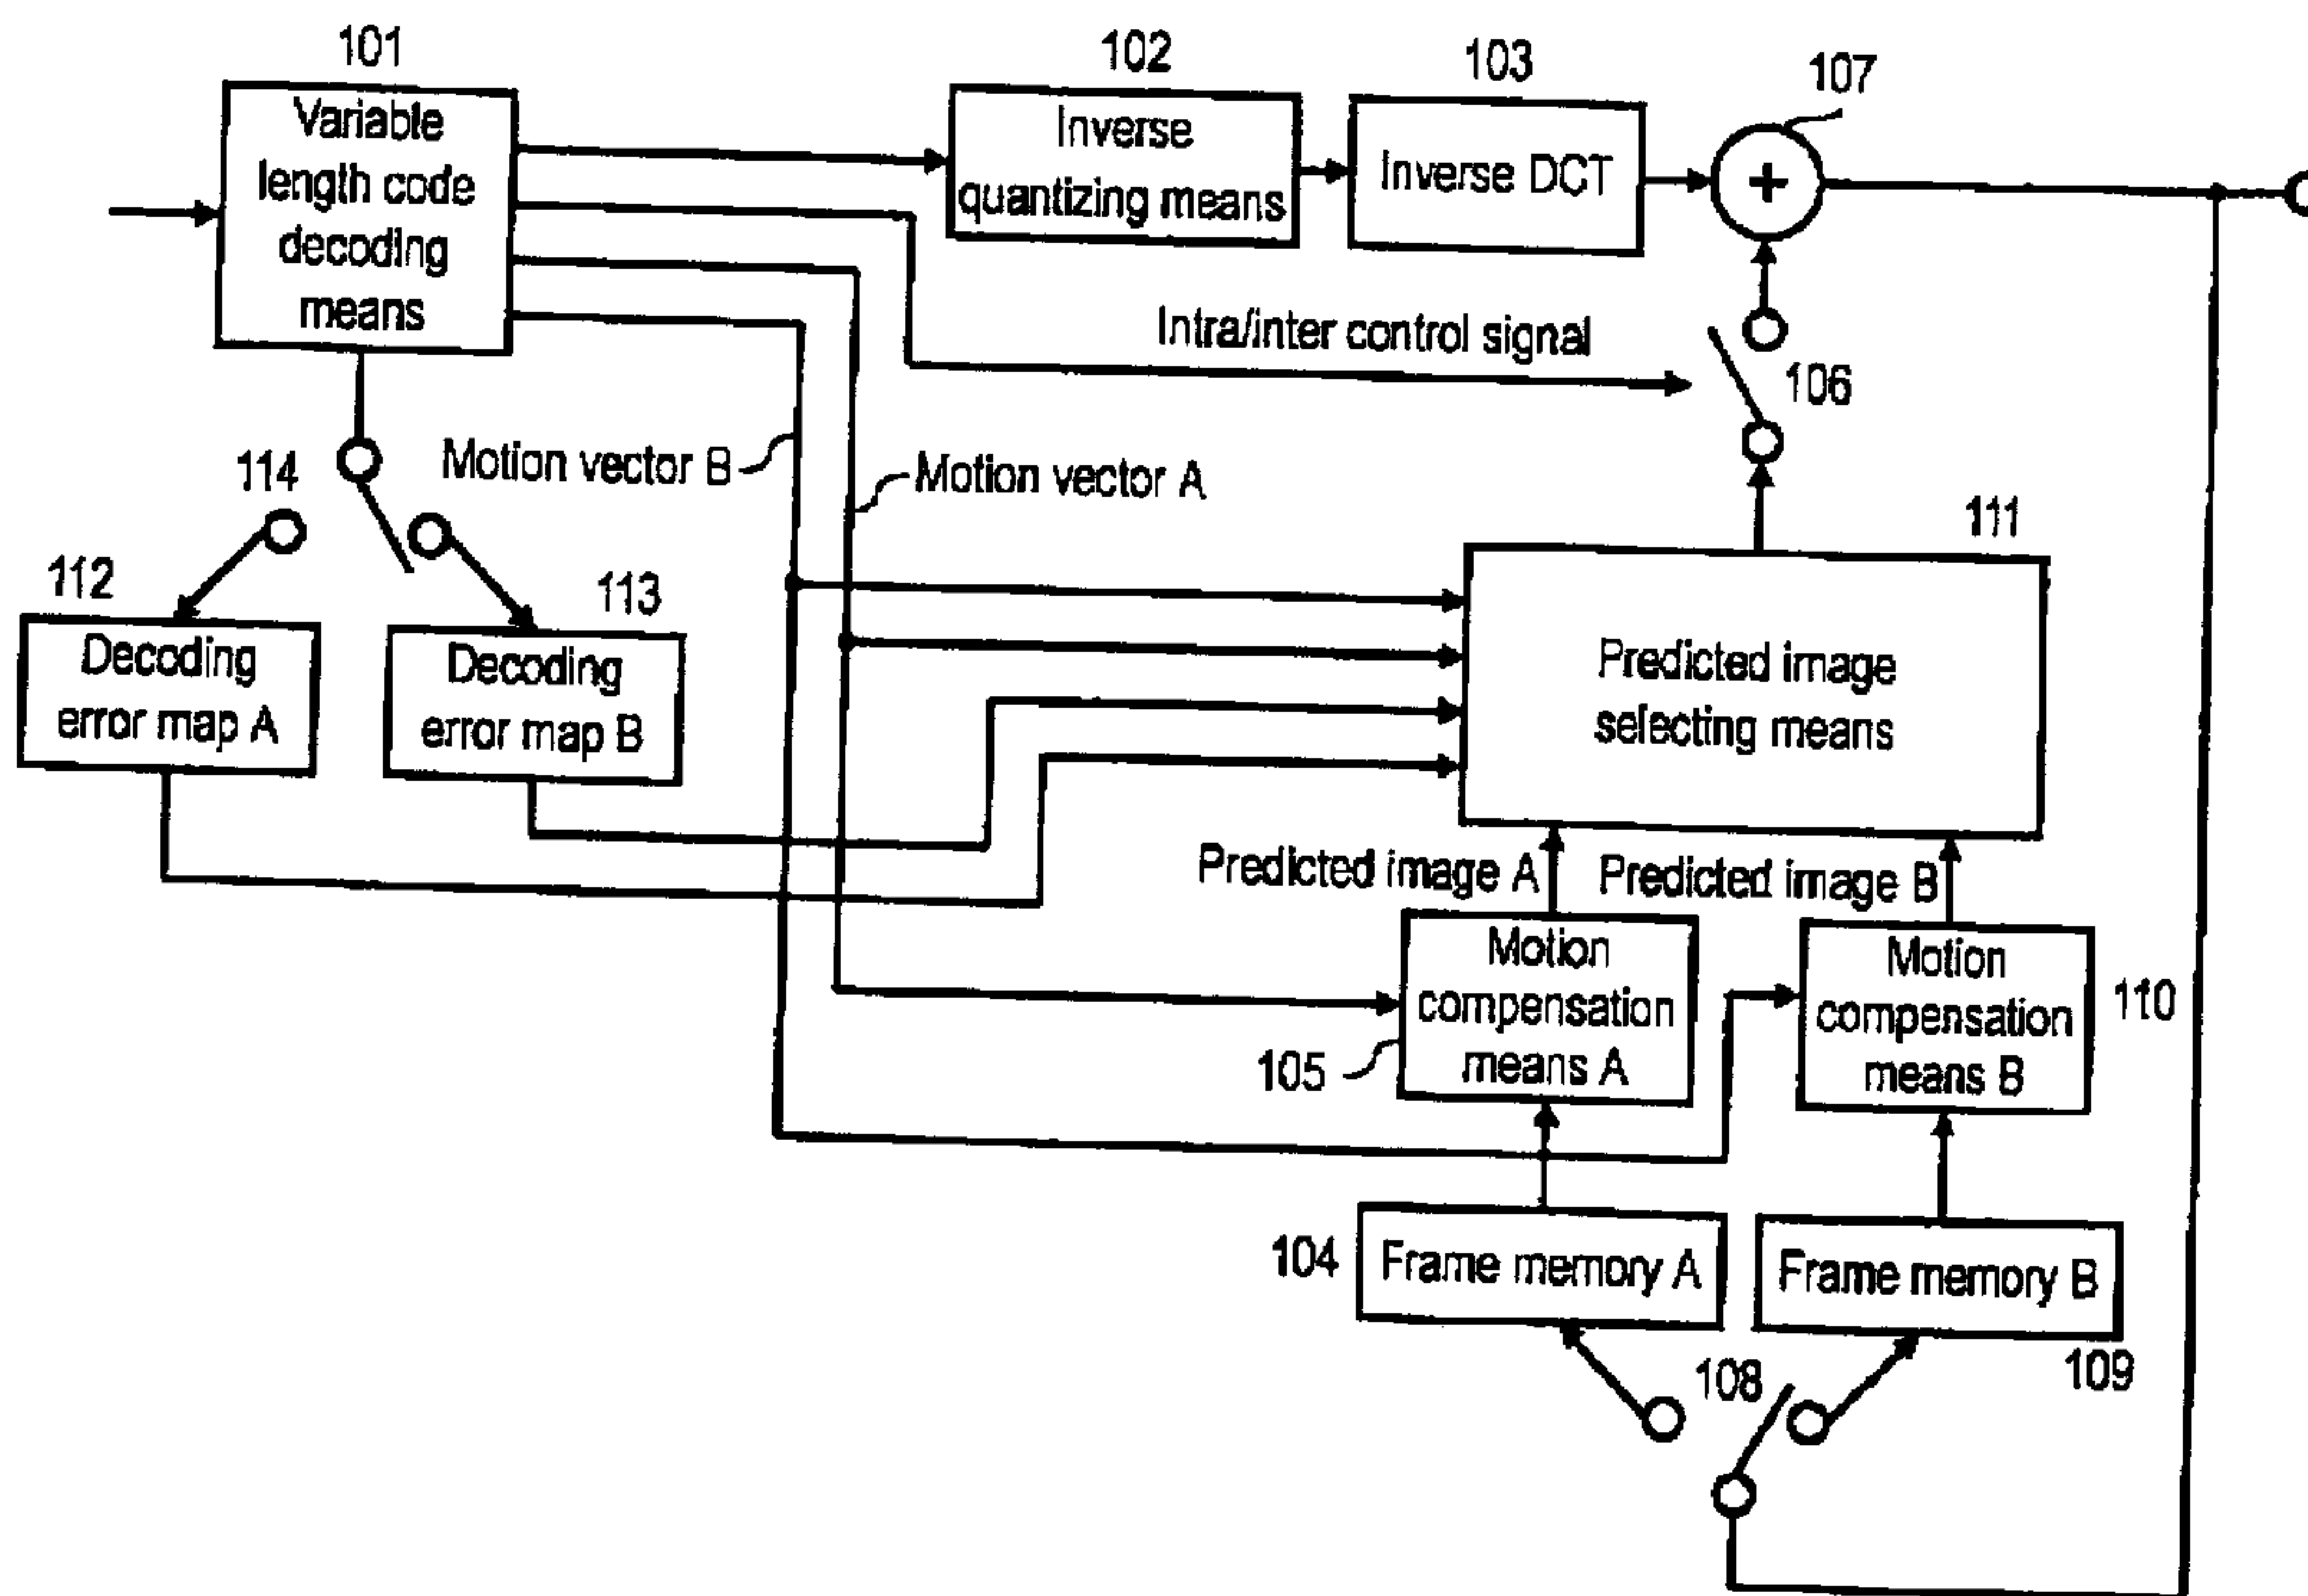 101
Variable
length code
decoding
means
102
Inverse
quantizing means
103
Inverse DCT
107
+
Intra/inter control signal
106
114
Motion vector B
Motion vector A
112
Decoding
error map A
113
Decoding
error map B
111
Predicted image
selecting means
Predicted image A
Predicted image B
Motion
compensation
means A
105
Motion
compensation
means B
110
104
Frame memory A
Frame memory B
109
108